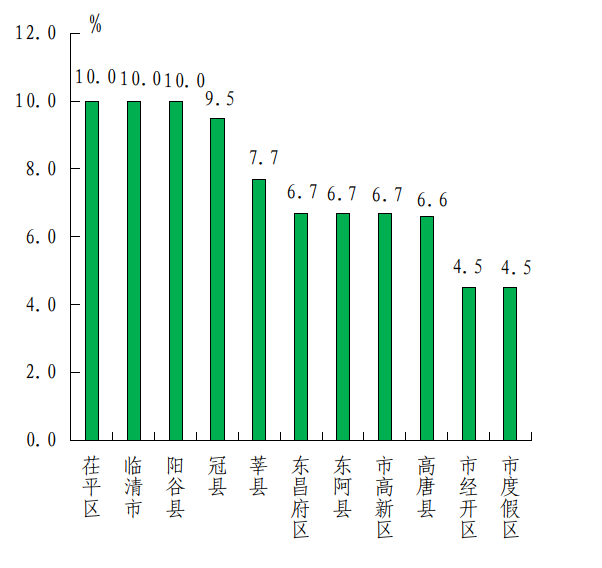 %
12.0
10.0
8.0
6.0
4.0
2.0
0.0
10.0 10.0 10.0 9.5 7.7 6.7 6.7 6.7 6.6 4.5 4.5
茌平区
临清市
阳谷县
冠县
莘县
东昌府区
东阿县
市高新区
高唐县
市经开区
市度假区